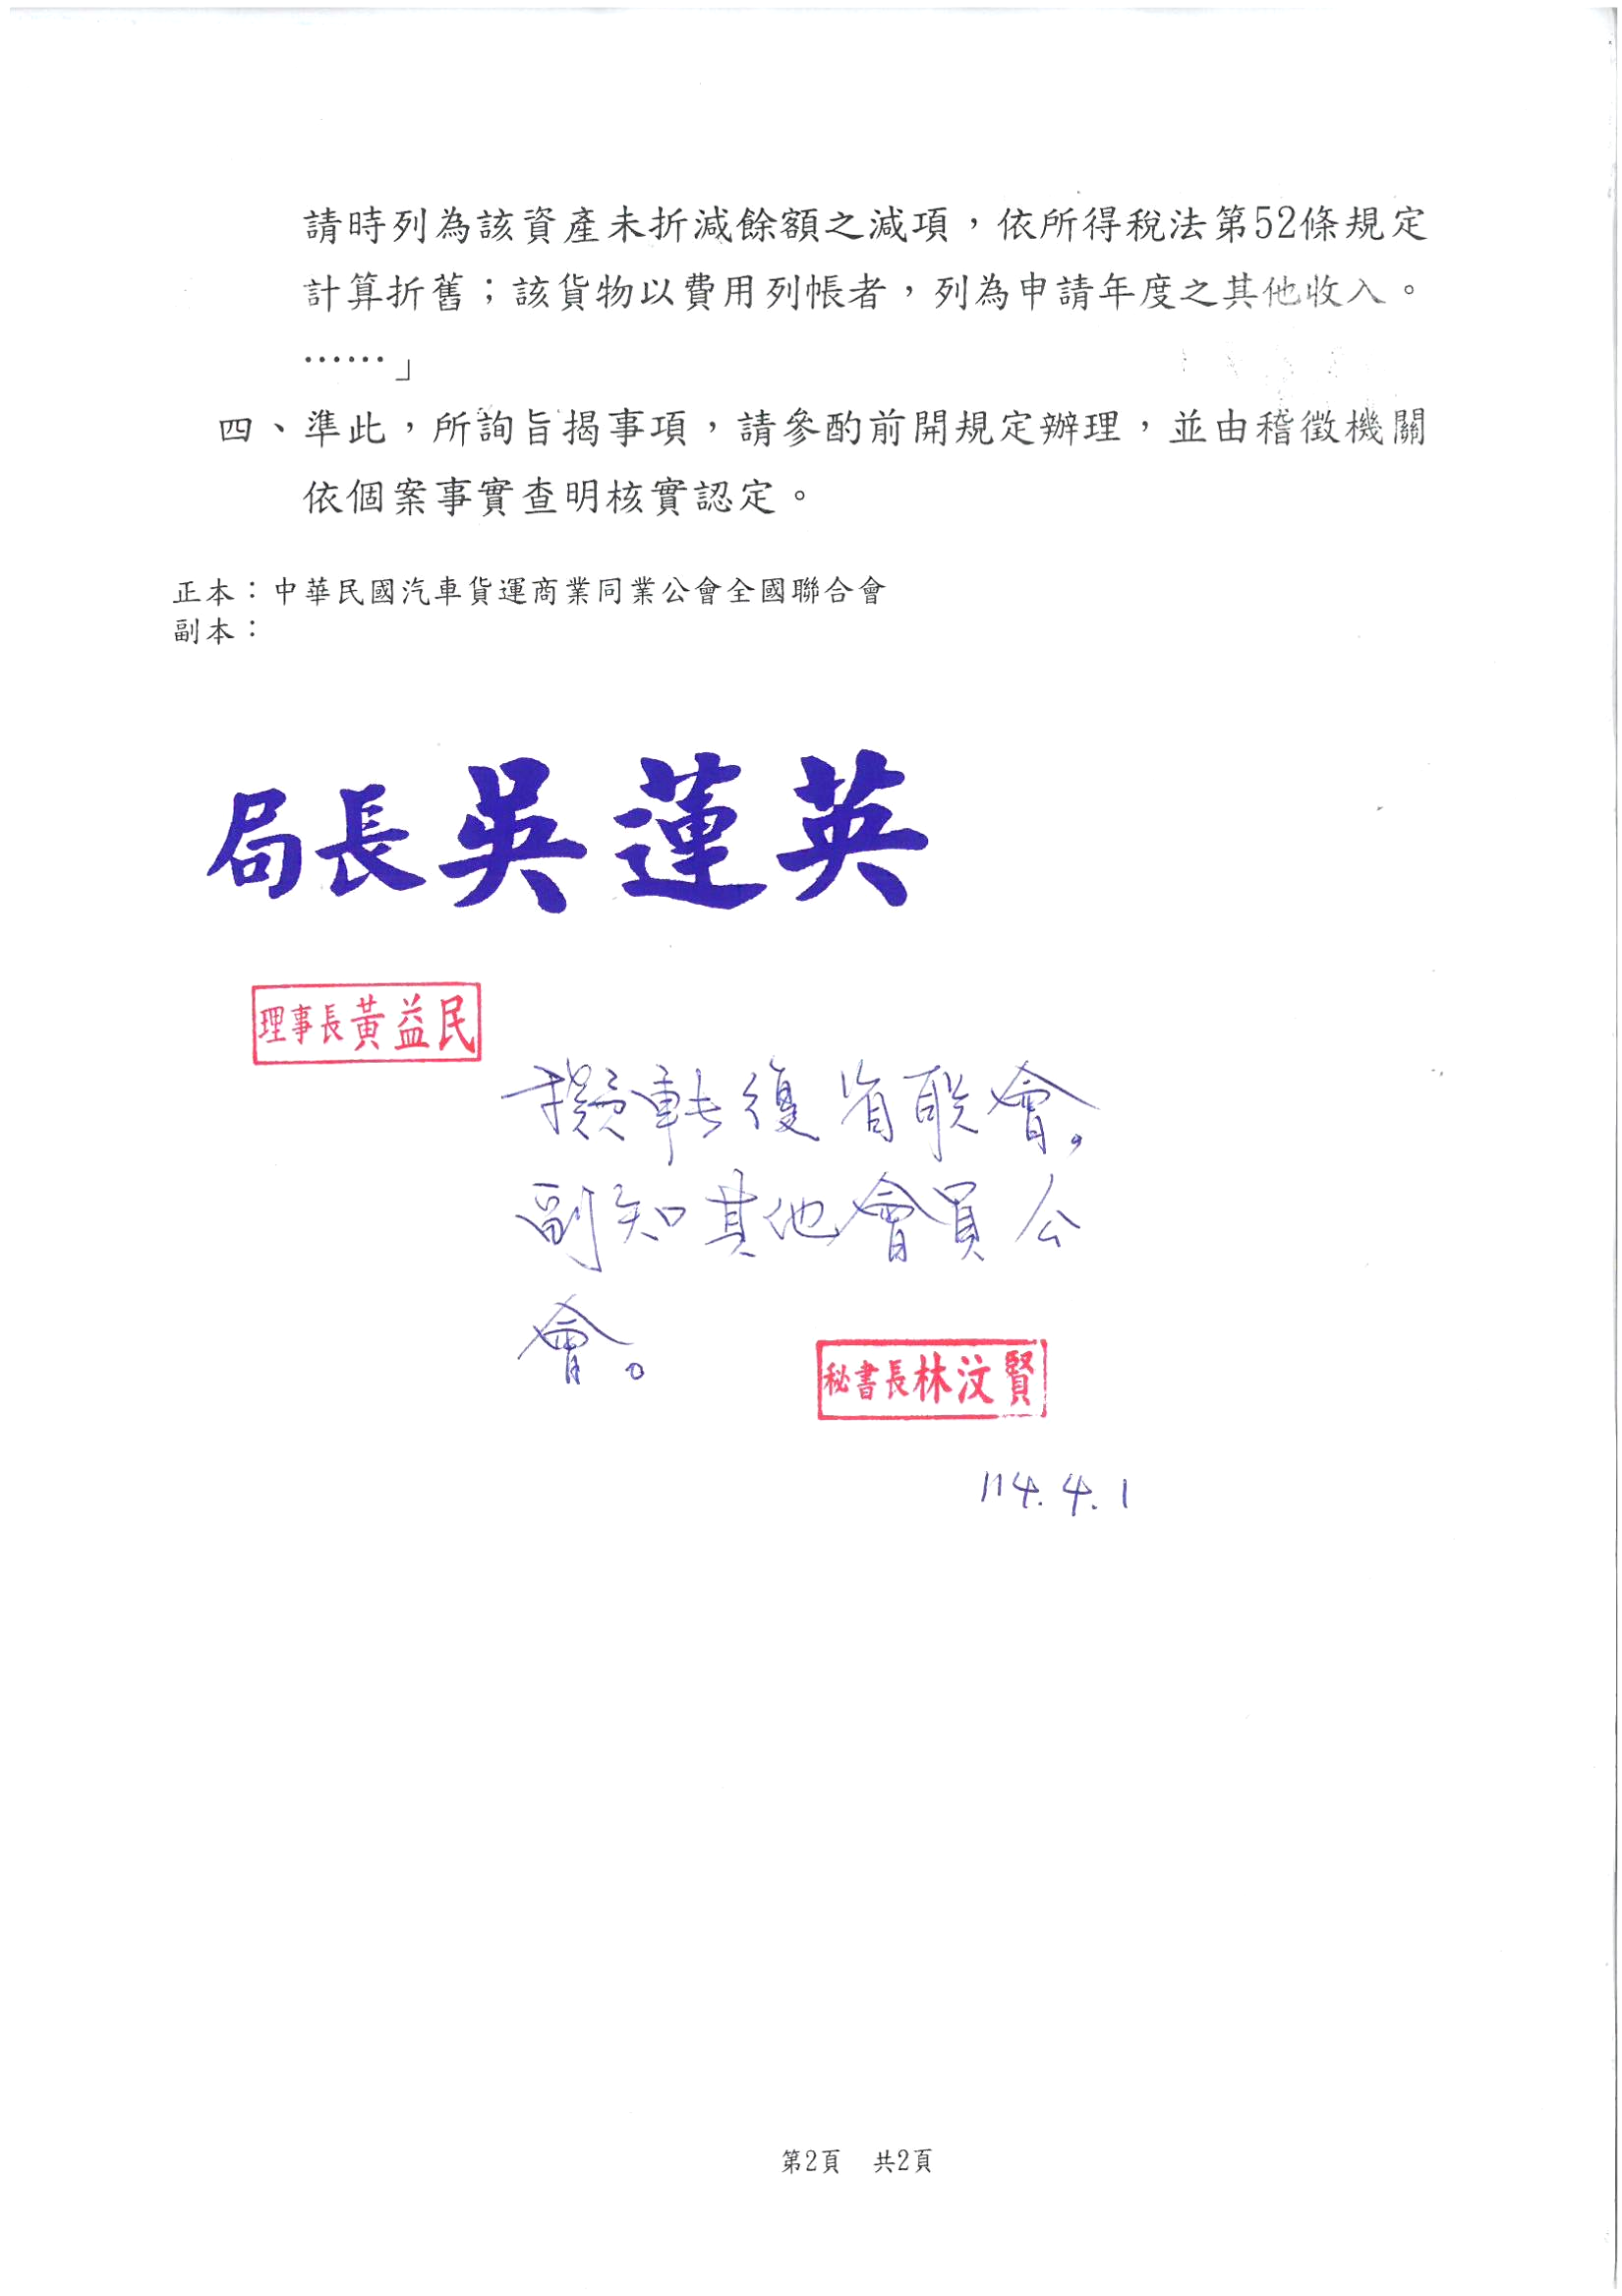 請時列為該資產未折減餘額之減項，依所得稅法第52條規定
計算折舊；該貨物以費用列帳者，列為申請年度之其他收入。
……」
四、準此，所詢旨揭事項，請參酌前開規定辦理，並由稽徵機關
依個案事實查明核實認定。
正本：中華民國汽車貨運商業同業公會全國聯合會
副本：
局長吳蓮英
理事長黃益民
擬転復省聠會。
副知其他會員公
會。
秘書長林汶賢
114.4.1
第2頁 共2頁